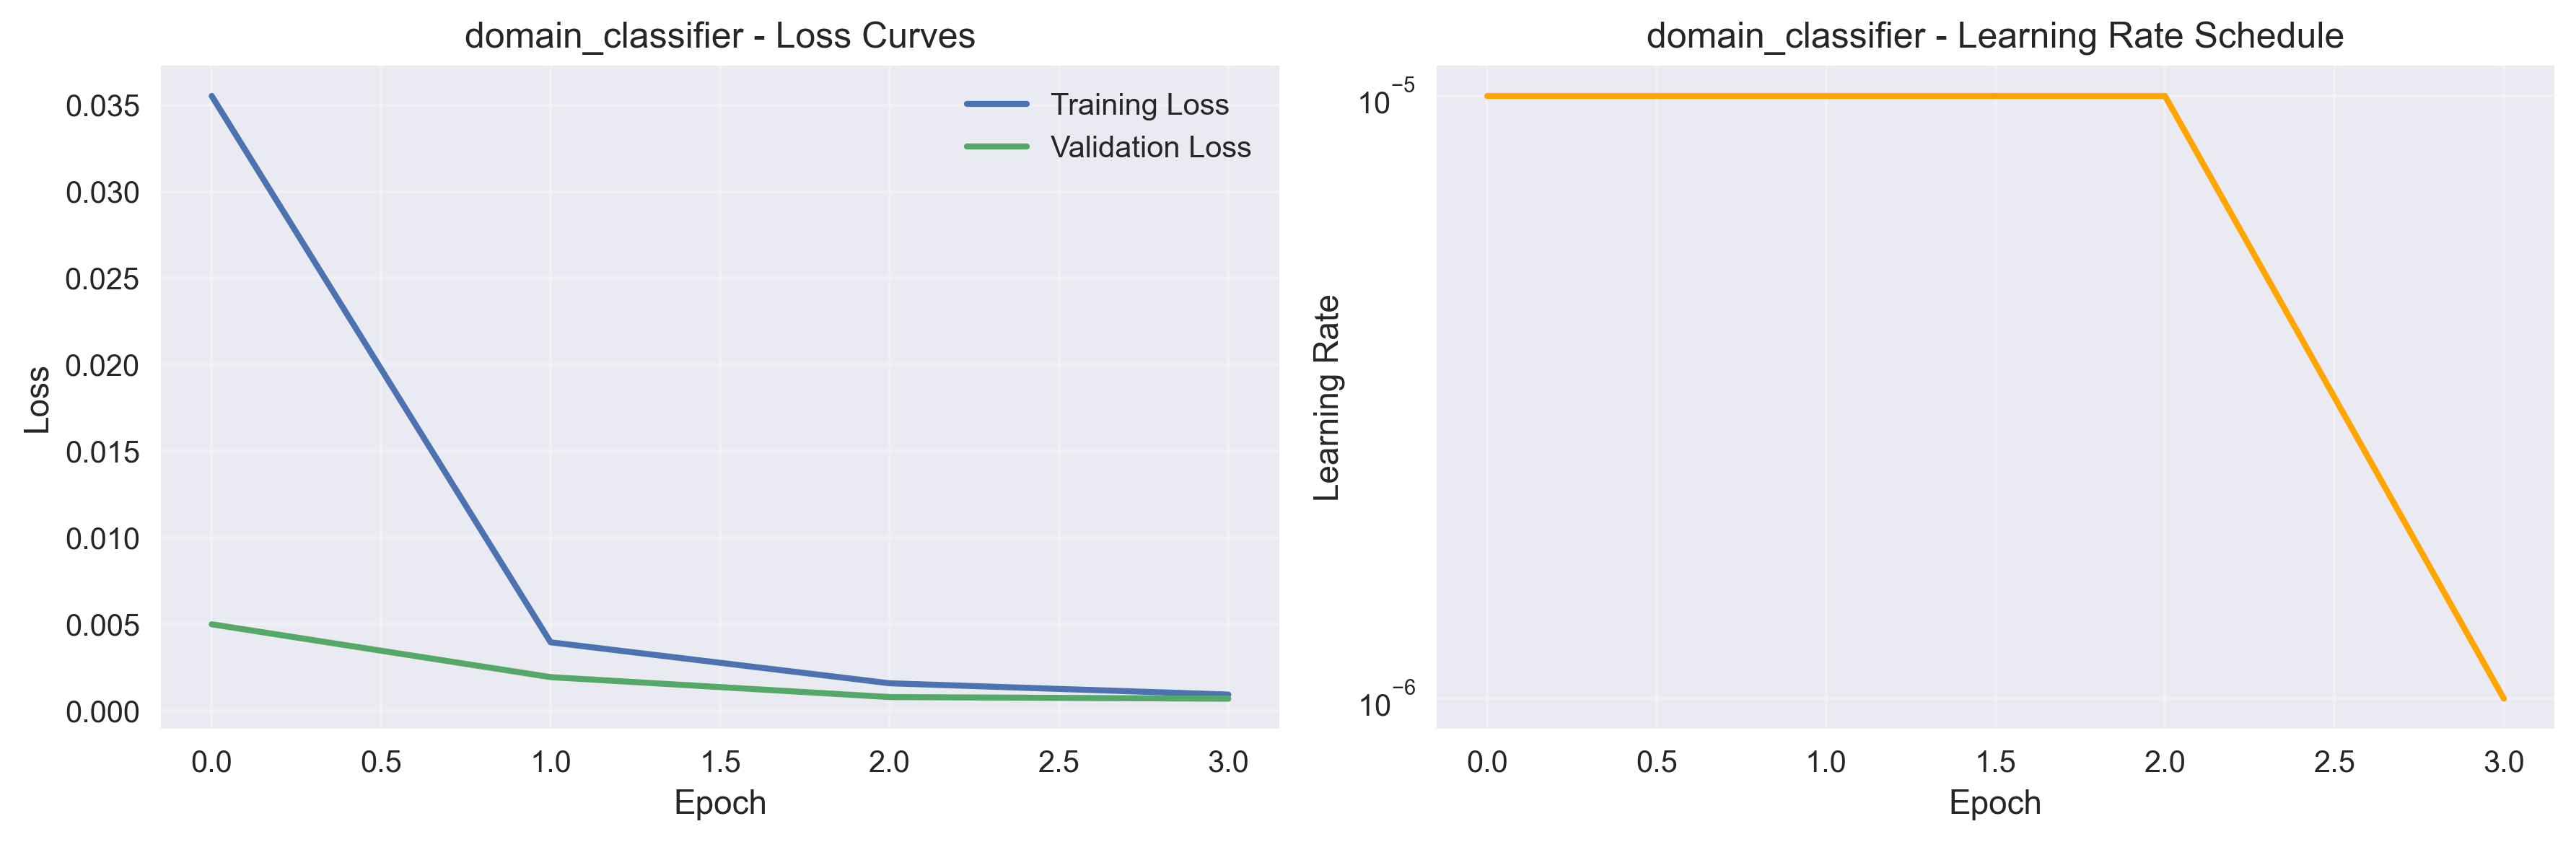 domain_classifier - Loss Curves
Training Loss
Validation Loss
0.035
0.030
0.025
0.020
0.015
0.010
0.005
0.000
Loss
0.0 0.5 1.0 1.5 2.0 2.5 3.0
Epoch
domain_classifier - Learning Rate Schedule
10⁻⁵
10⁻⁶
Learning Rate
0.0 0.5 1.0 1.5 2.0 2.5 3.0
Epoch